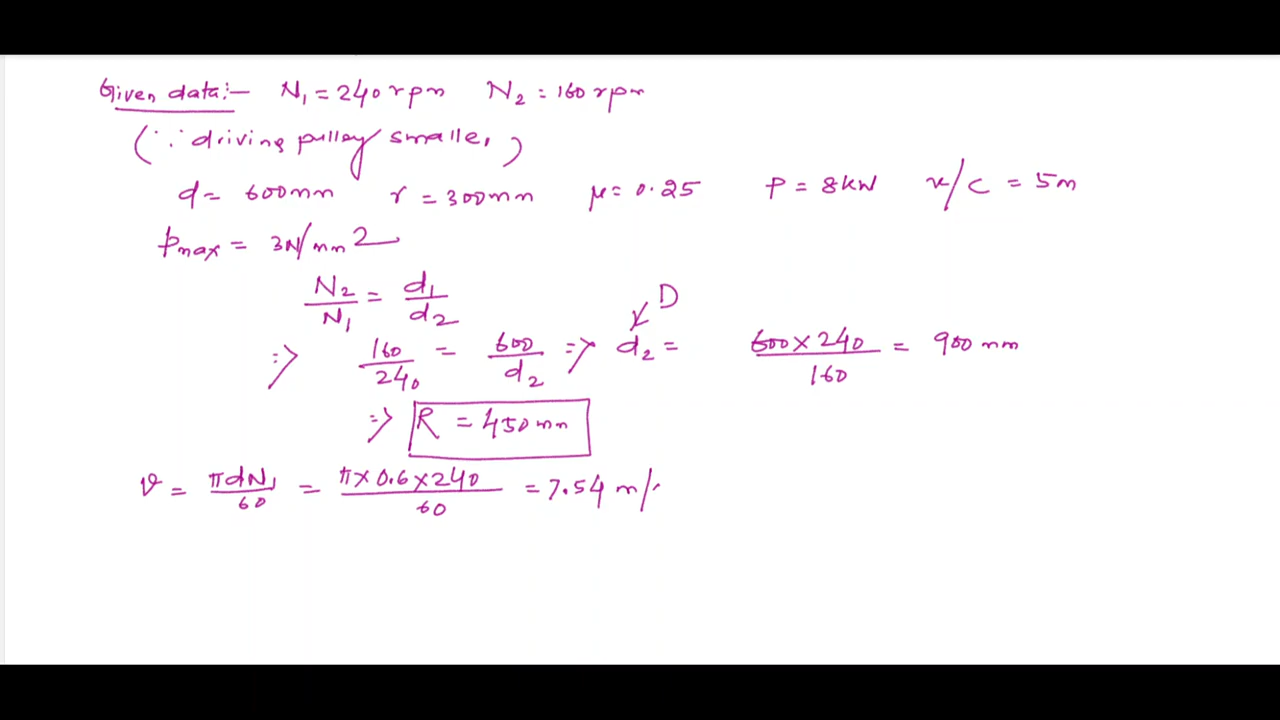 Given data:- N₁ = 240 rpm N₂ = 160 rpm
(∵ driving pulley smaller)
d = 600mm r = 300mm μ = 0.25 P = 8kW x/c = 5m
Pmax = 3N/mm2
N₂/N₁ = d₁/d₂
⇒ 160/240 = 600/d₂ ⇒ d₂ = (600 × 240)/160 = 900 mm
D
⇒ R = 450mm
v = πdN₁/60 = (π × 0.6 × 240)/60 = 7.54 m/